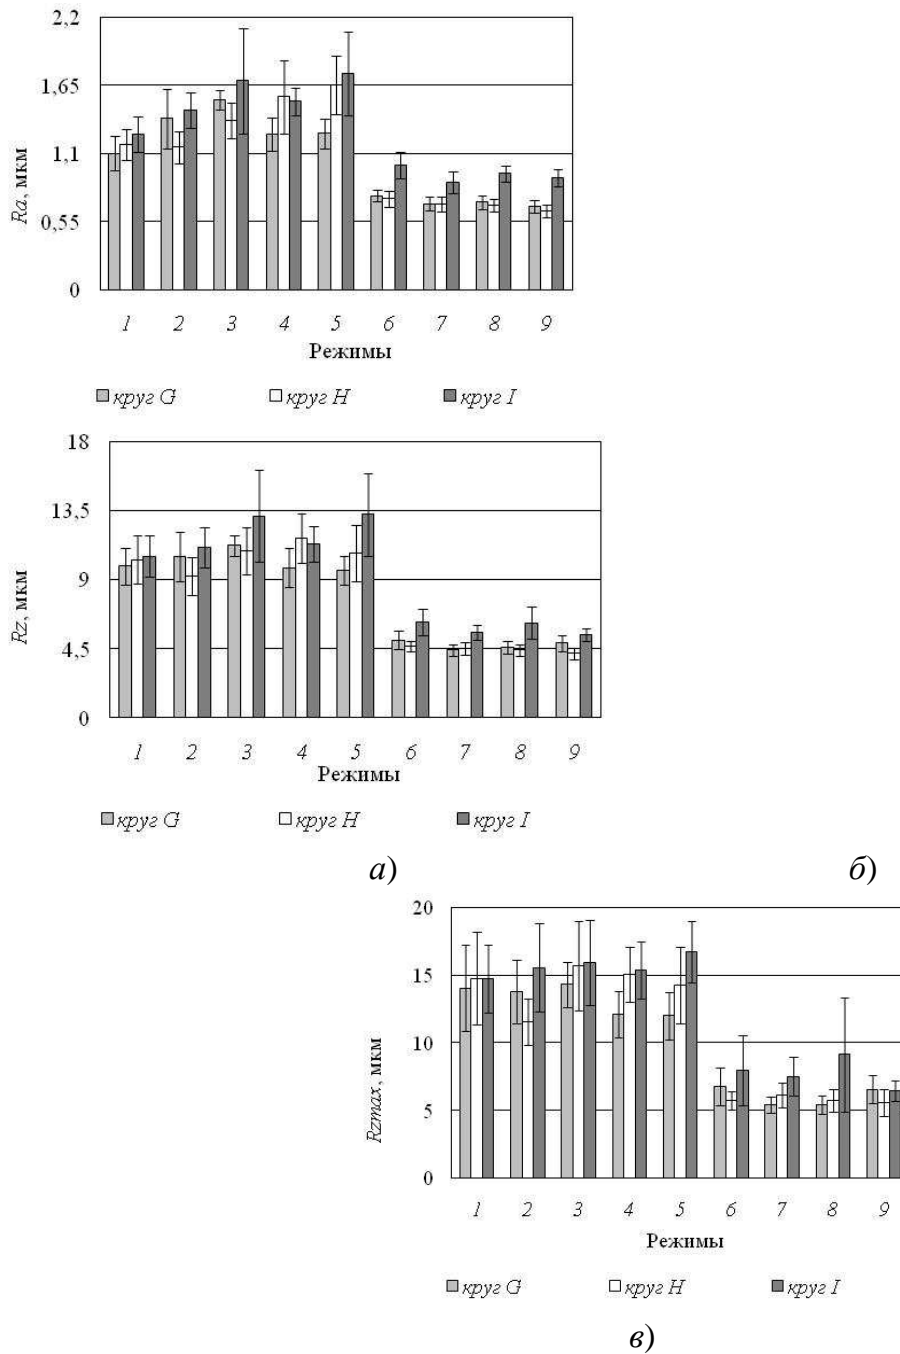 2,2
1,65
1,1
0,55
0
Ra, мкм
1 2 3 4 5 6 7 8 9
Режимы
круг G круг H круг I
18
13,5
9
4,5
0
Rz, мкм
1 2 3 4 5 6 7 8 9
Режимы
круг G круг H круг I
а) б)
20
15
10
5
0
Rzmax, мкм
1 2 3 4 5 6 7 8 9
Режимы
круг G круг H круг I
в)